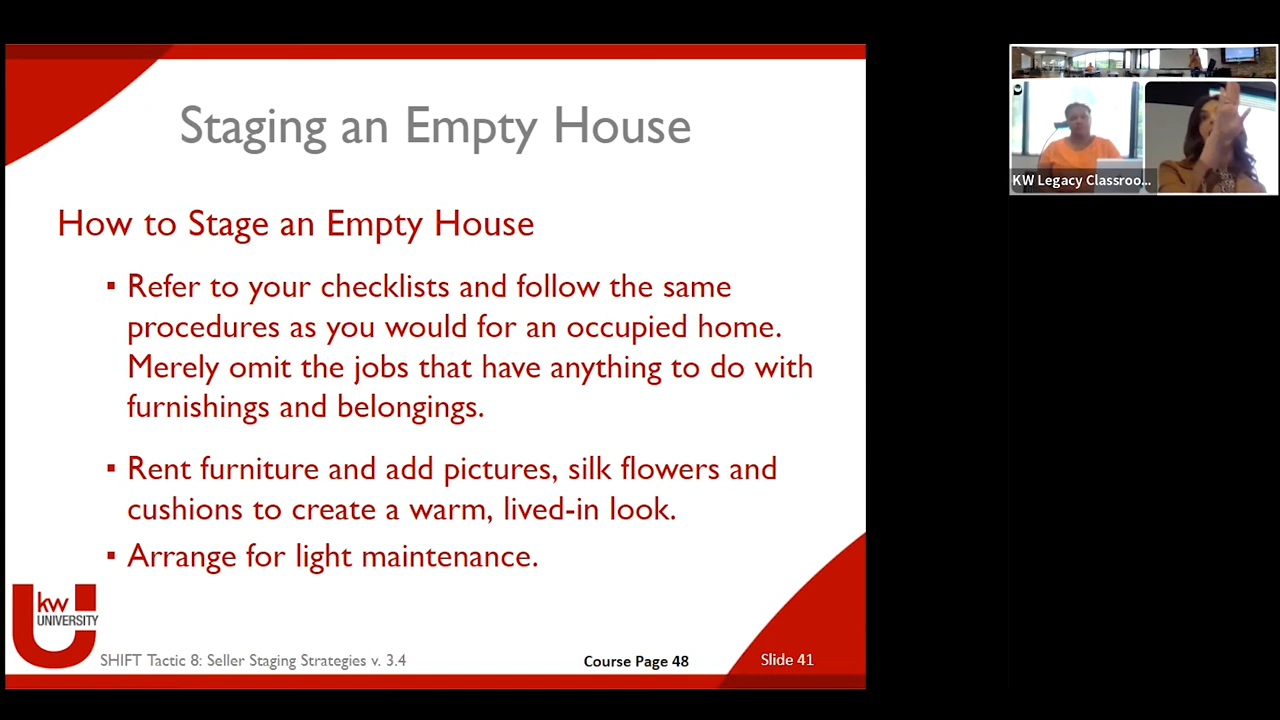 Staging an Empty House
How to Stage an Empty House
▪ Refer to your checklists and follow the same
procedures as you would for an occupied home.
Merely omit the jobs that have anything to do with
furnishings and belongings.
▪ Rent furniture and add pictures, silk flowers and
cushions to create a warm, lived-in look.
▪ Arrange for light maintenance.
kw
UNIVERSITY
SHIFT Tactic 8: Seller Staging Strategies v. 3.4
Course Page 48
Slide 41
KW Legacy Classroo...